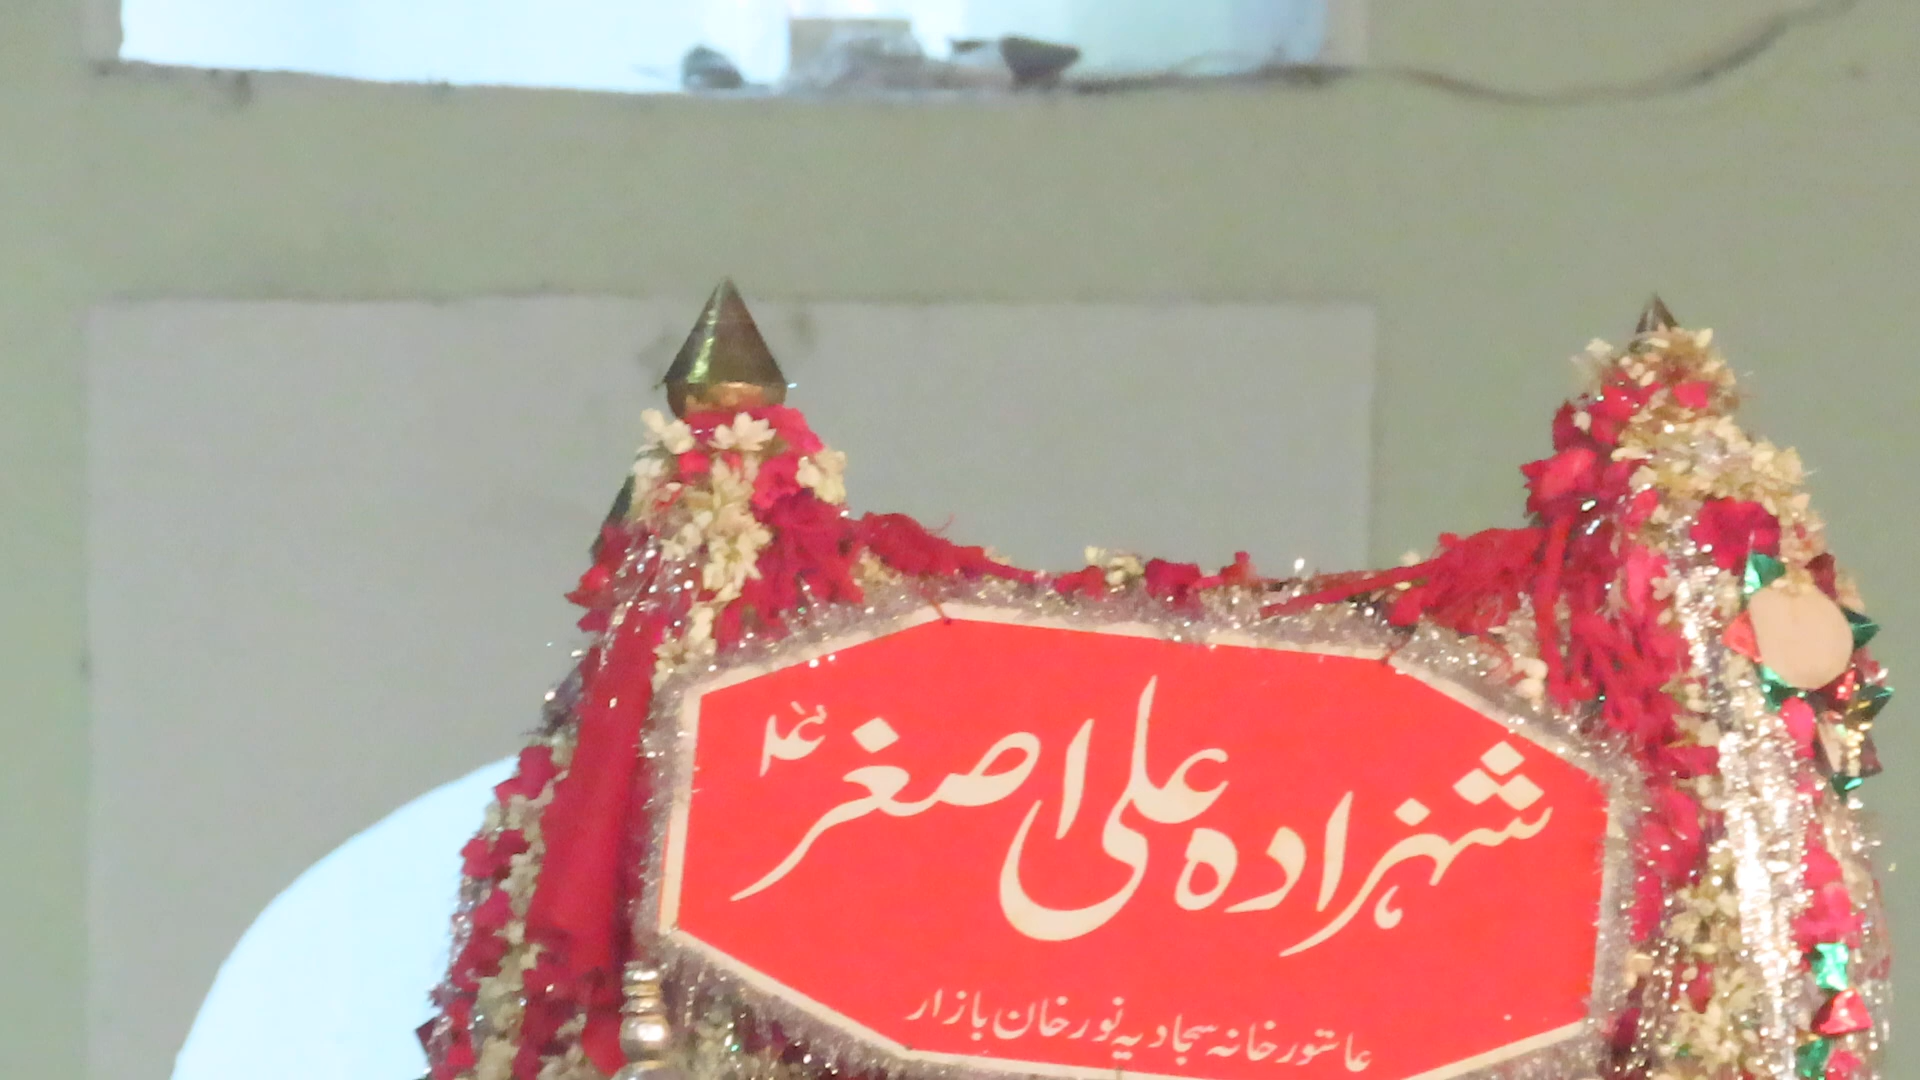 شہزادہ علی اصغر ؑ
عاشور خانہ سجادیہ نور خان بازار